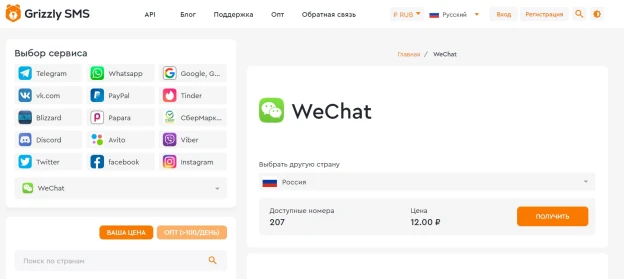 Grizzly SMS
API Блог Поддержка Опт Обратная связь
₽ RUB Русский Вход Регистрация
Выбор сервиса
Telegram Whatsapp Google, G...
vk.com PayPal Tinder
Blizzard Papara СберМарк...
Discord Avito Viber
Twitter facebook Instagram
WeChat
ВАША ЦЕНА ОПТ (>100/ДЕНЬ)
Поиск по странам
Главная / WeChat
WeChat
Выбрать другую страну
Россия
Доступные номера Цена
207 12.00 ₽
ПОЛУЧИТЬ